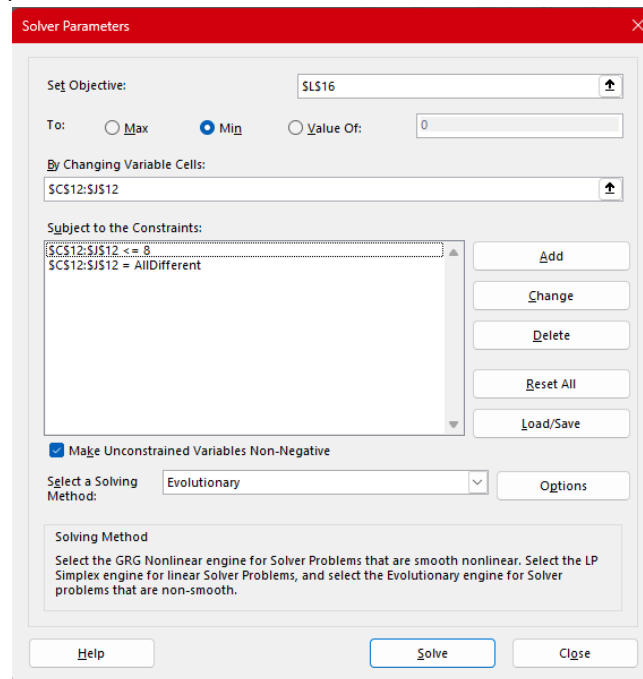 Solver Parameters
Set Objective:
$L$16
To:
Max
Min
Value Of:
0
By Changing Variable Cells:
$C$12:$J$12
Subject to the Constraints:
$C$12:$J$12 <= 8
$C$12:$J$12 = AllDifferent
Add
Change
Delete
Reset All
Load/Save
Make Unconstrained Variables Non-Negative
Select a Solving
Method:
Evolutionary
Options
Solving Method
Select the GRG Nonlinear engine for Solver Problems that are smooth nonlinear. Select the LP
Simplex engine for linear Solver Problems, and select the Evolutionary engine for Solver
problems that are non-smooth.
Help
Solve
Close